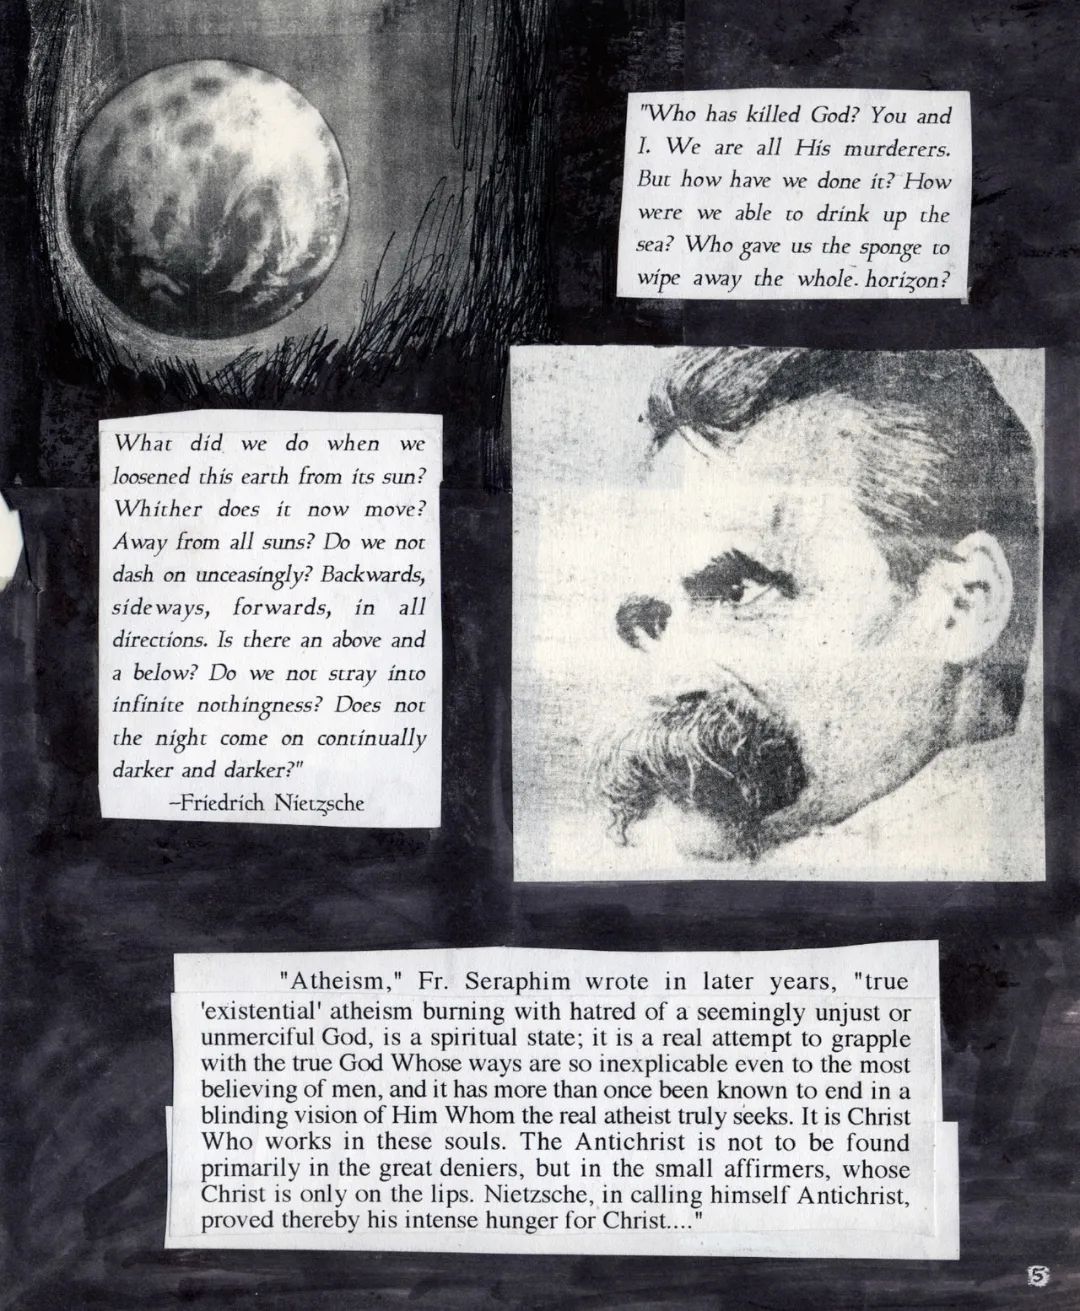 "Who has killed God? You and
I. We are all His murderers.
But how have we done it? How
were we able to drink up the
sea? Who gave us the sponge to
wipe away the whole horizon?
What did we do when we
loosened this earth from its sun?
Whither does it now move?
Away from all suns? Do we not
dash on unceasingly? Backwards,
sideways, forwards, in all
directions. Is there an above and
a below? Do we not stray into
infinite nothingness? Does not
the night come on continually
darker and darker?"
-Friedrich Nietzsche
"Atheism," Fr. Seraphim wrote in later years, "true
'existential' atheism burning with hatred of a seemingly unjust or
unmerciful God, is a spiritual state; it is a real attempt to grapple
with the true God Whose ways are so inexplicable even to the most
believing of men, and it has more than once been known to end in a
blinding vision of Him Whom the real atheist truly seeks. It is Christ
Who works in these souls. The Antichrist is not to be found
primarily in the great deniers, but in the small affirmers, whose
Christ is only on the lips. Nietzsche, in calling himself Antichrist,
proved thereby his intense hunger for Christ...."
5